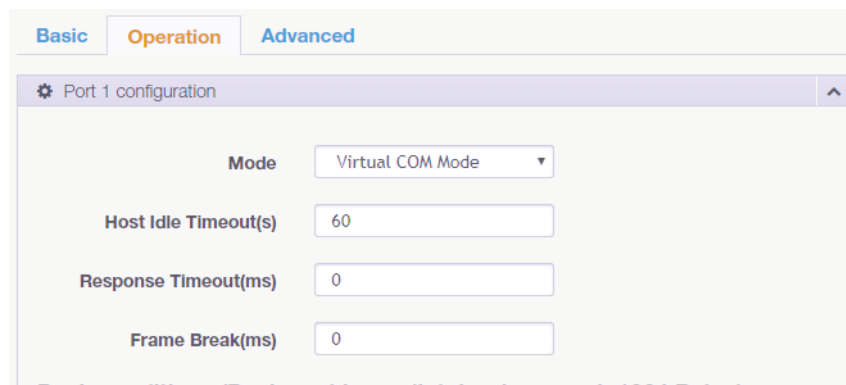 Basic Operation Advanced
Port 1 configuration
Mode Virtual COM Mode
Host Idle Timeout(s) 60
Response Timeout(ms) 0
Frame Break(ms) 0